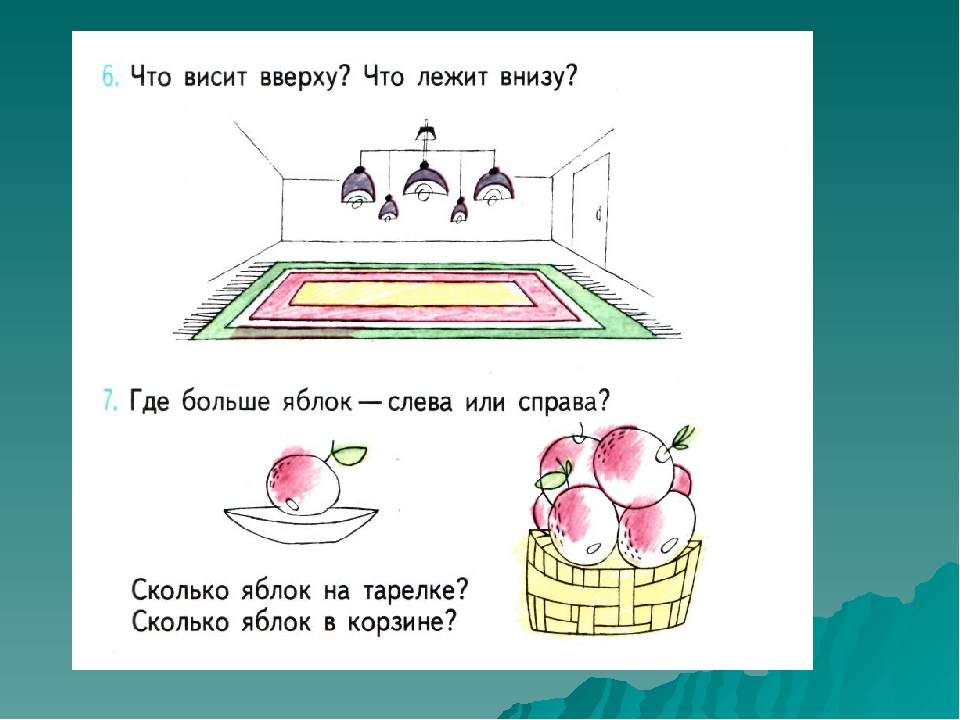 6. Что висит вверху? Что лежит внизу?
7. Где больше яблок — слева или справа?
Сколько яблок на тарелке?
Сколько яблок в корзине?